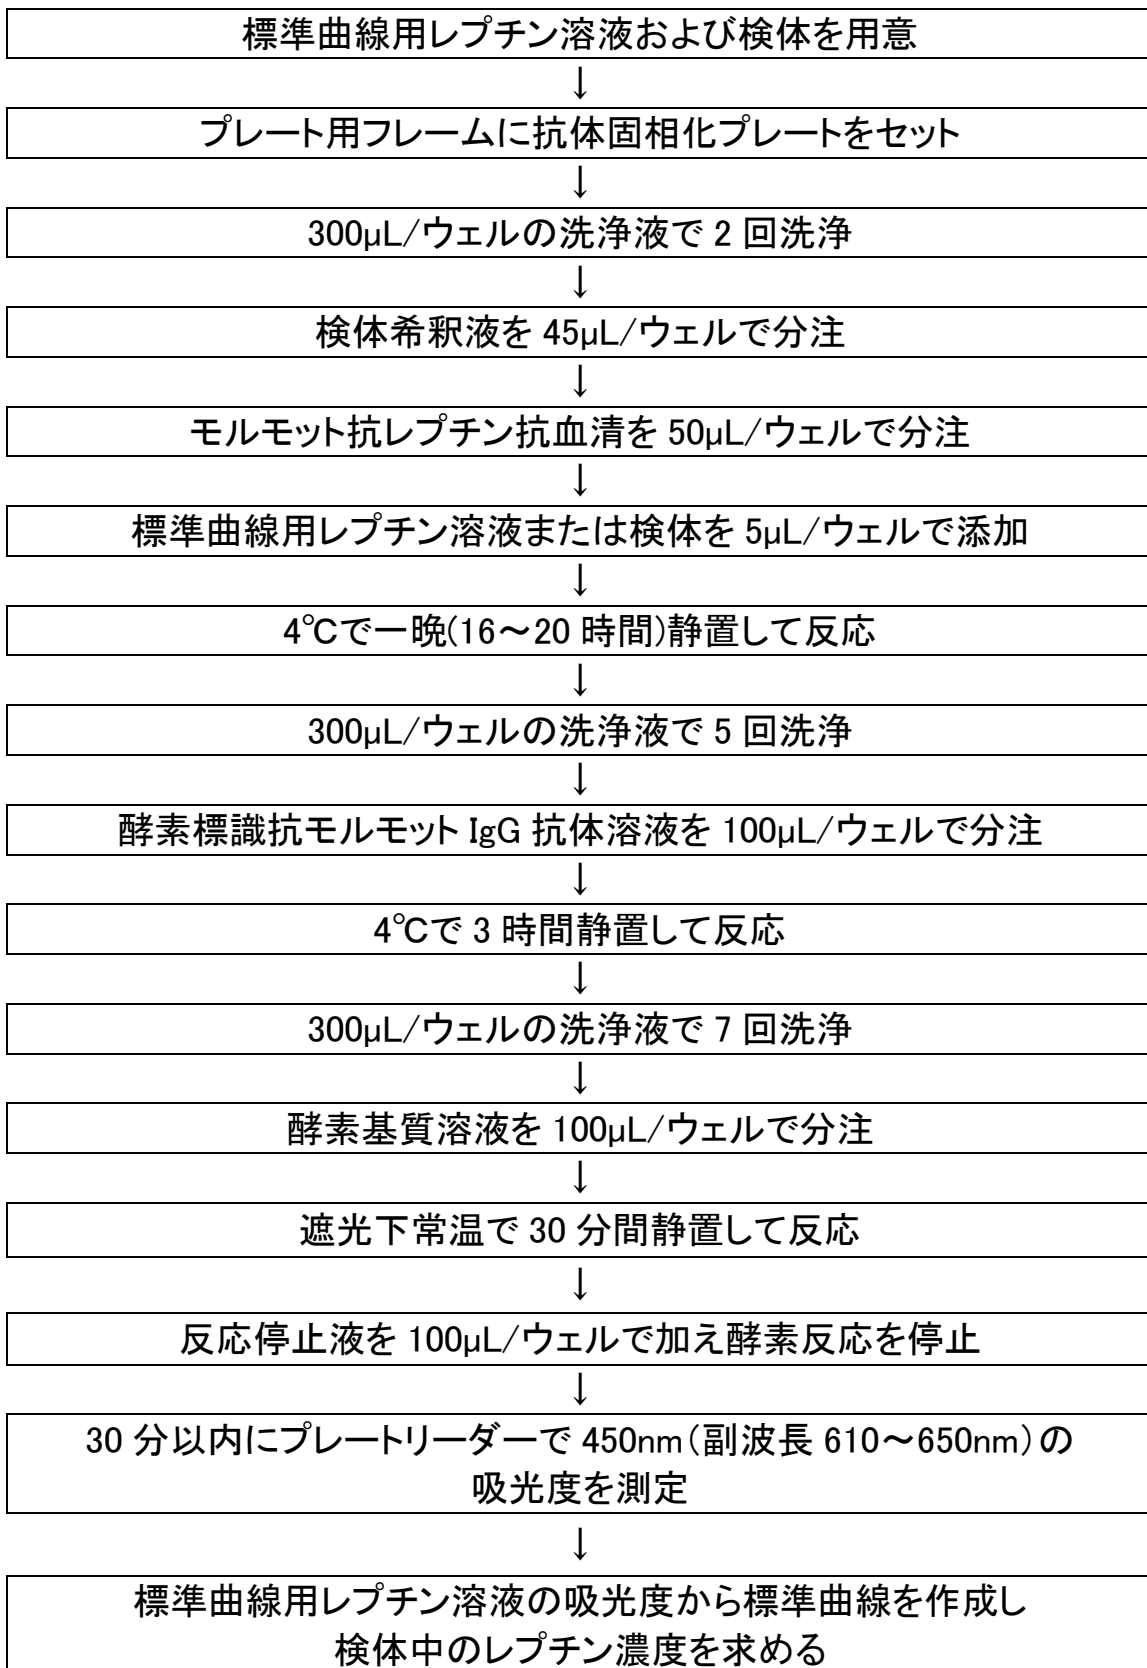 標準曲線用レプチン溶液および検体を用意
↓
プレート用フレームに抗体固相化プレートをセット
↓
300μL/ウェルの洗浄液で 2 回洗浄
↓
検体希釈液を 45μL/ウェルで分注
↓
モルモット抗レプチン抗血清を 50μL/ウェルで分注
↓
標準曲線用レプチン溶液または検体を 5μL/ウェルで添加
↓
4℃で一晩(16~20 時間)静置して反応
↓
300μL/ウェルの洗浄液で 5 回洗浄
↓
酵素標識抗モルモット IgG 抗体溶液を 100μL/ウェルで分注
↓
4℃で 3 時間静置して反応
↓
300μL/ウェルの洗浄液で 7 回洗浄
↓
酵素基質溶液を 100μL/ウェルで分注
↓
遮光下常温で 30 分間静置して反応
↓
反応停止液を 100μL/ウェルで加え酵素反応を停止
↓
30 分以内にプレートリーダーで 450nm(副波長 610~650nm)の
吸光度を測定
↓
標準曲線用レプチン溶液の吸光度から標準曲線を作成し
検体中のレプチン濃度を求める